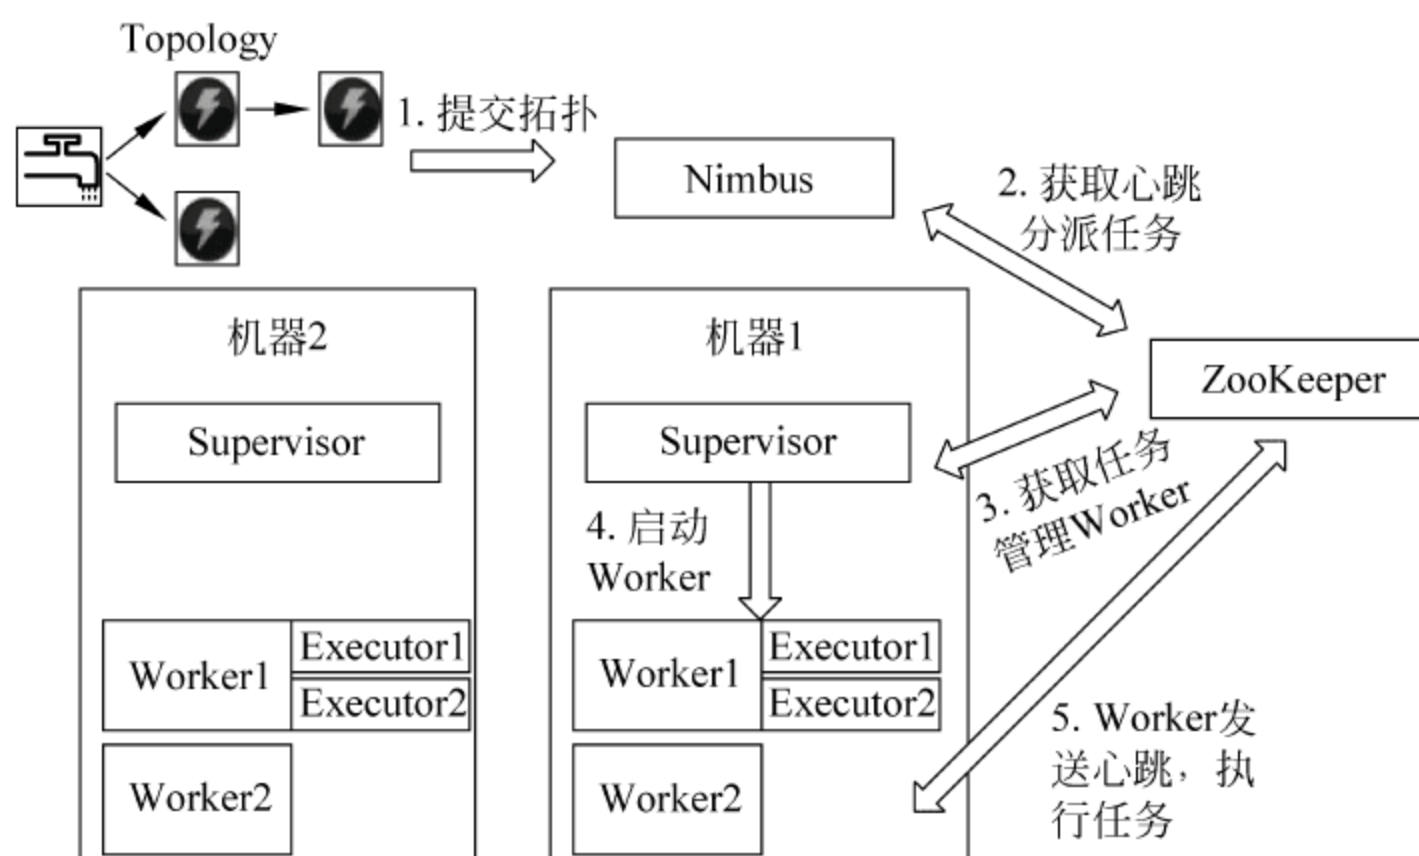 Topology
1. 提交拓扑
Nimbus
2. 获取心跳
分派任务
机器2
机器1
ZooKeeper
Supervisor
Supervisor
3. 获取任务
管理Worker
4. 启动
Worker
Worker1
Executor1
Executor2
Worker1
Executor1
Executor2
5. Worker发
送心跳，执
行任务
Worker2
Worker2